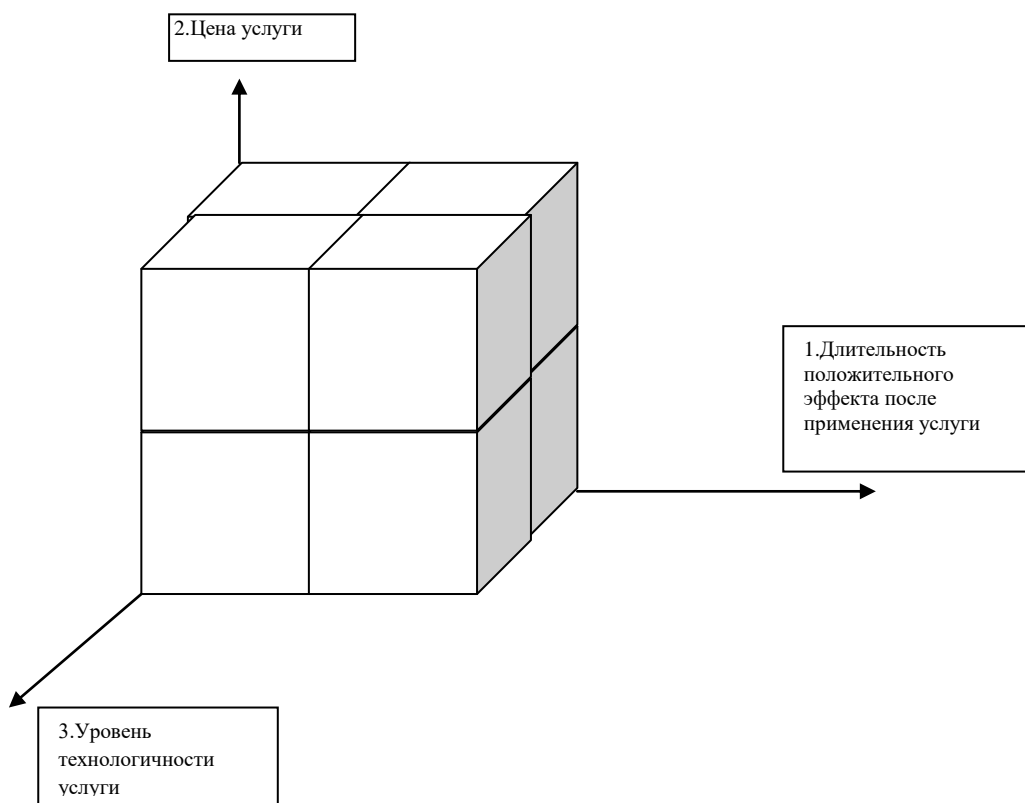 2.Цена услуги
1.Длительность
положительного
эффекта после
применения услуги
3.Уровень
технологичности
услуги